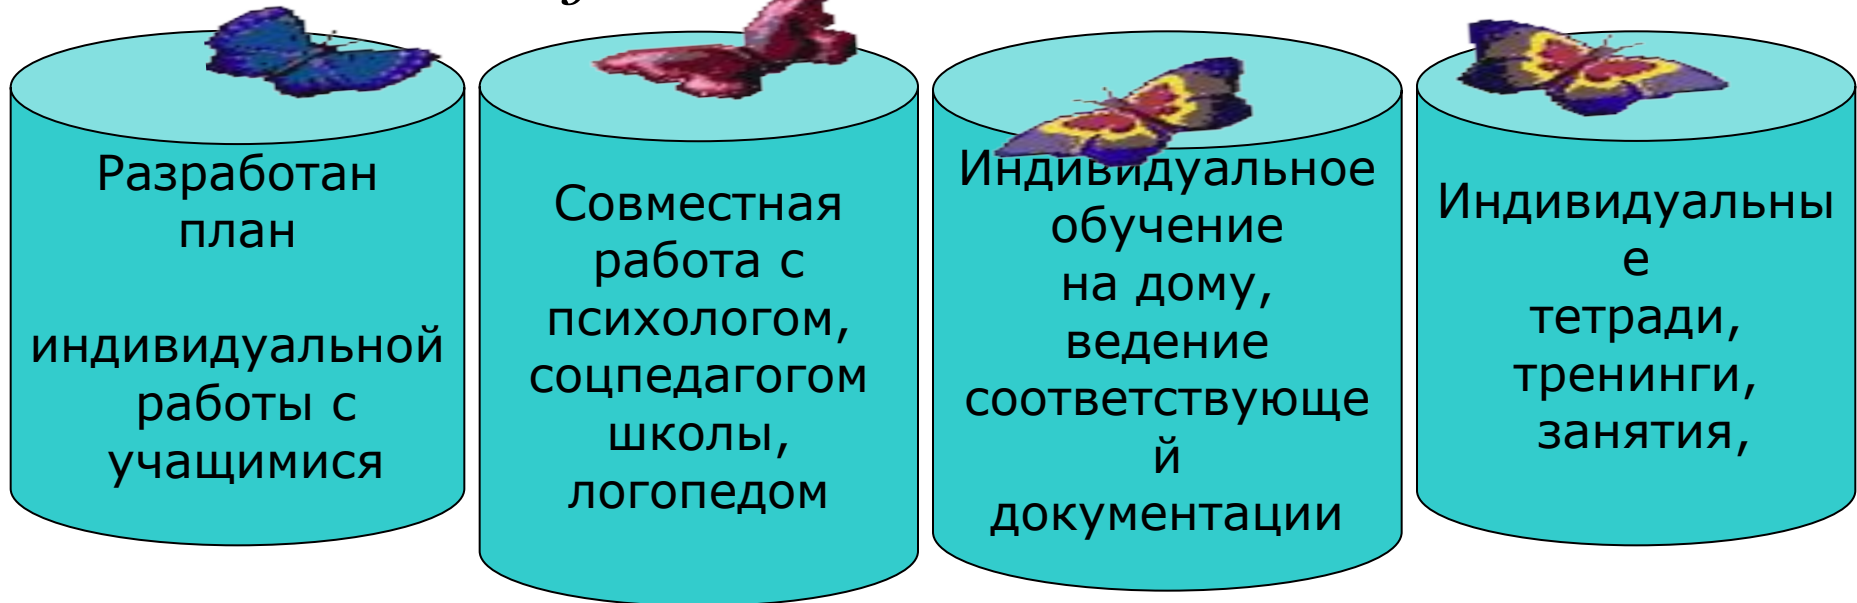 Разработан
план
индивидуальной
работы с
учащимися
Совместная
работа с
психологом,
соцпедагогом
школы,
логопедом
Индивидуальное
обучение
на дому,
ведение
соответствующе
й
документации
Индивидуальны
е
тетради,
тренинги,
занятия,